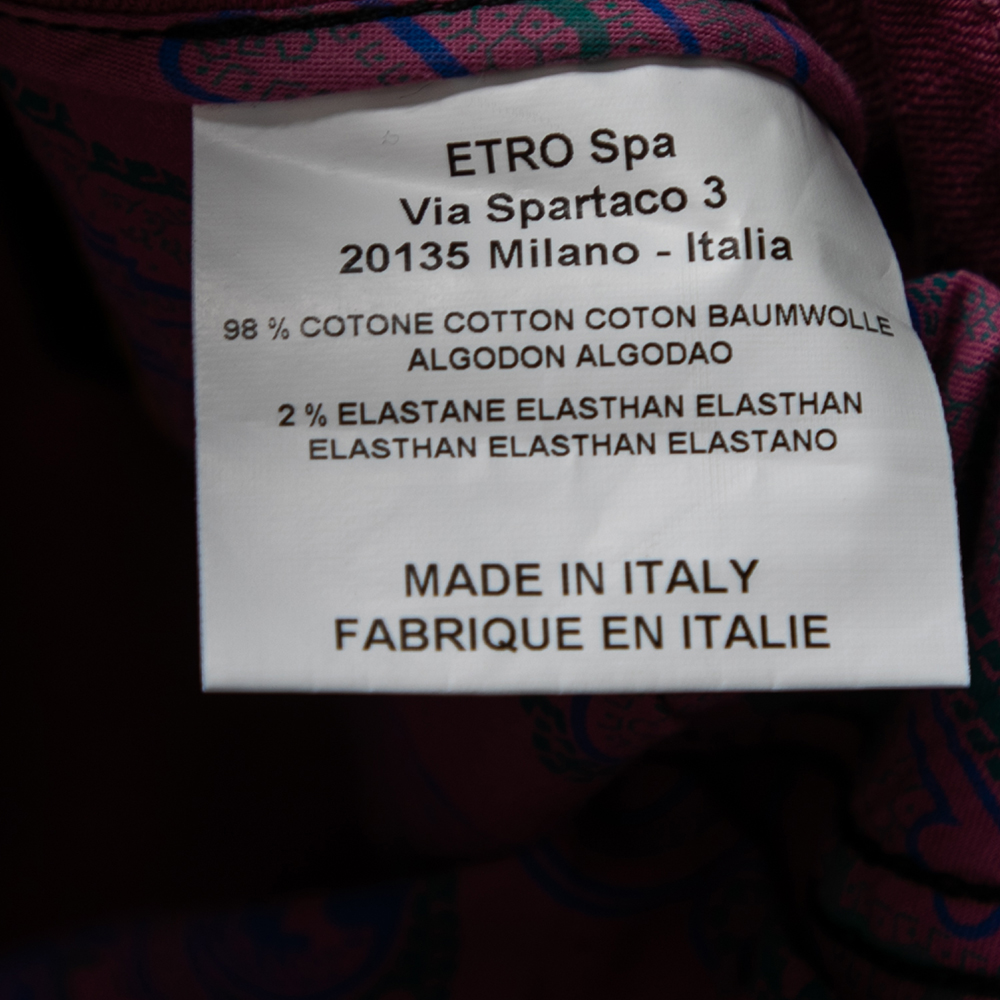 ETRO Spa
Via Spartaco 3
20135 Milano - Italia
98 % COTONE COTTON COTON BAUMWOLLE
ALGODON ALGODAO
2 % ELASTANE ELASTHAN ELASTHAN
ELASTHAN ELASTHAN ELASTANO
MADE IN ITALY
FABRIQUE EN ITALIE